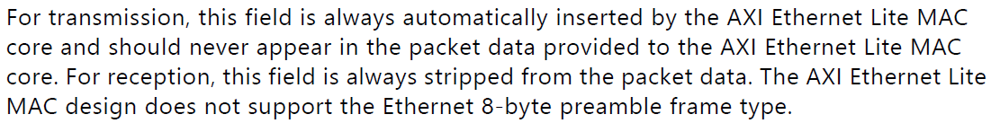 For transmission, this field is always automatically inserted by the AXI Ethernet Lite MAC
core and should never appear in the packet data provided to the AXI Ethernet Lite MAC
core. For reception, this field is always stripped from the packet data. The AXI Ethernet Lite
MAC design does not support the Ethernet 8-byte preamble frame type.